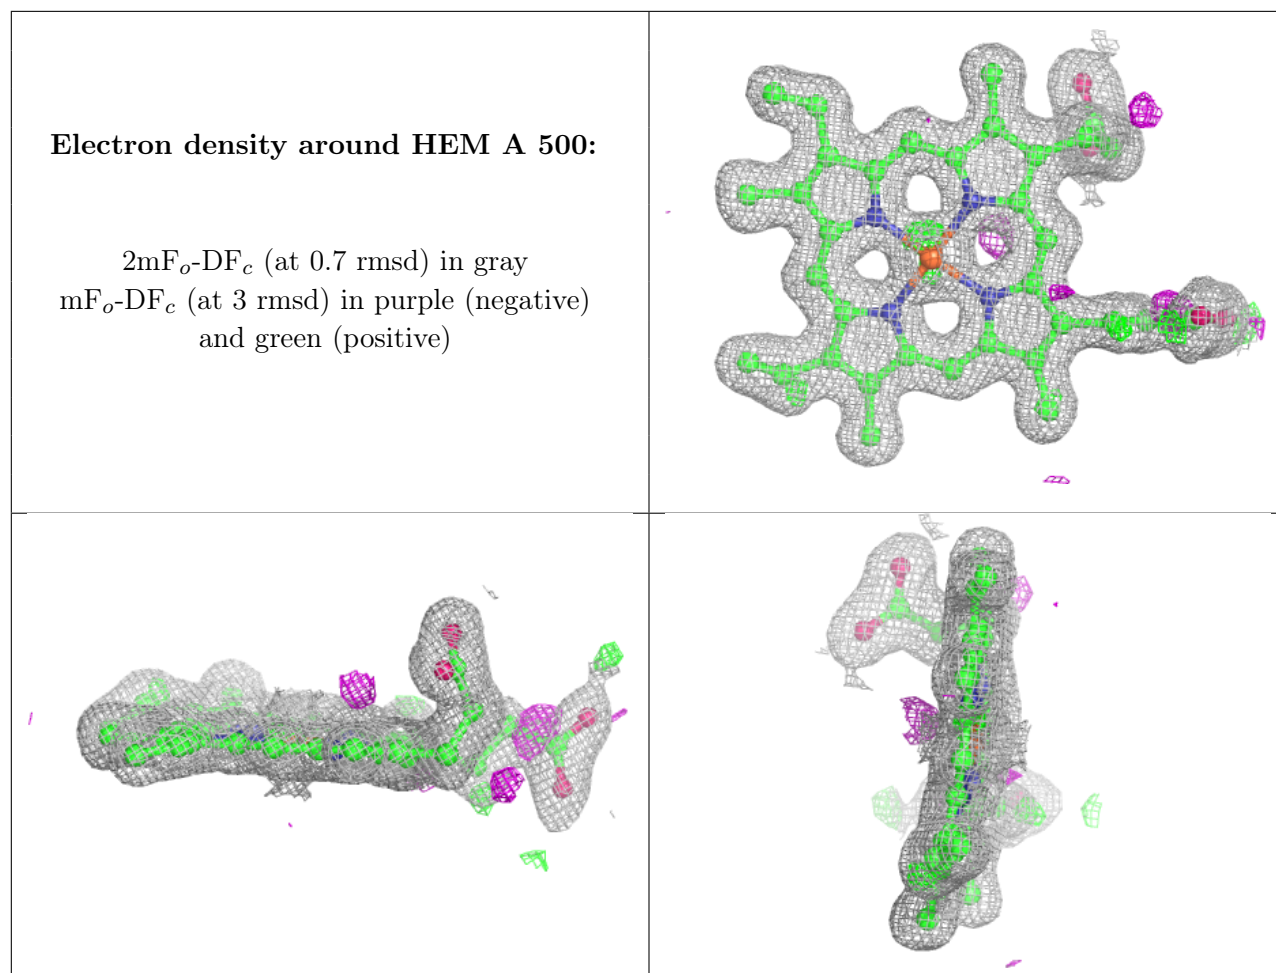 Electron density around HEM A 500:
2mFo-DFc (at 0.7 rmsd) in gray
mFo-DFc (at 3 rmsd) in purple (negative)
and green (positive)